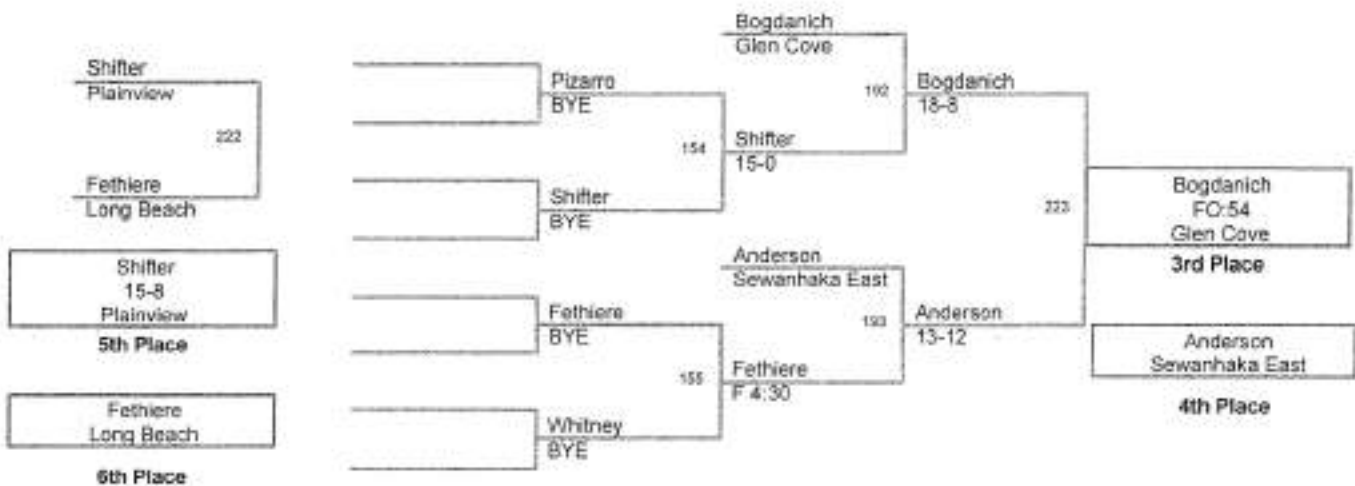 Shifter
Plainview
222
Fethiere
Long Beach
Shifter
15-8
Plainview
5th Place
Fethiere
Long Beach
6th Place
Pizarro
BYE
154
Shifter
BYE
Fethiere
BYE
155
Whitney
BYE
Bogdanich
Glen Cove
192
Shifter
15-0
Anderson
Sewanhaka East
193
Fethiere
F 4:30
Bogdanich
18-8
223
Anderson
13-12
Bogdanich
FO:54
Glen Cove
3rd Place
Anderson
Sewanhaka East
4th Place